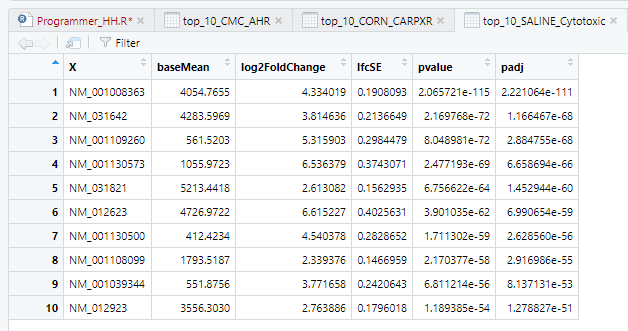 Programmer_HH.R* top_10_CMC_AHR top_10_CORN_CARPXR top_10_SALINE_Cytotoxic
Filter
X baseMean log2FoldChange lfcSE pvalue padj
1 NM_001008363 4054.7655 4.334019 0.1908093 2.065721e-115 2.221064e-111
2 NM_031642 4283.5969 3.814636 0.2136649 2.169768e-72 1.166467e-68
3 NM_001109260 561.5203 5.315903 0.2984479 8.048981e-72 2.884755e-68
4 NM_001130573 1055.9723 6.536379 0.3743071 2.477193e-69 6.658694e-66
5 NM_031821 5213.4418 2.613082 0.1562935 6.756622e-64 1.452944e-60
6 NM_012623 4726.9722 6.615227 0.4025631 3.901035e-62 6.990654e-59
7 NM_001130500 412.4234 4.540378 0.2828652 1.711302e-59 2.628560e-56
8 NM_001108099 1793.5187 2.339376 0.1466959 2.170377e-58 2.916986e-55
9 NM_001039344 551.8756 3.771658 0.2420643 6.811214e-56 8.137131e-53
10 NM_012923 3556.3030 2.763886 0.1796018 1.189385e-54 1.278827e-51